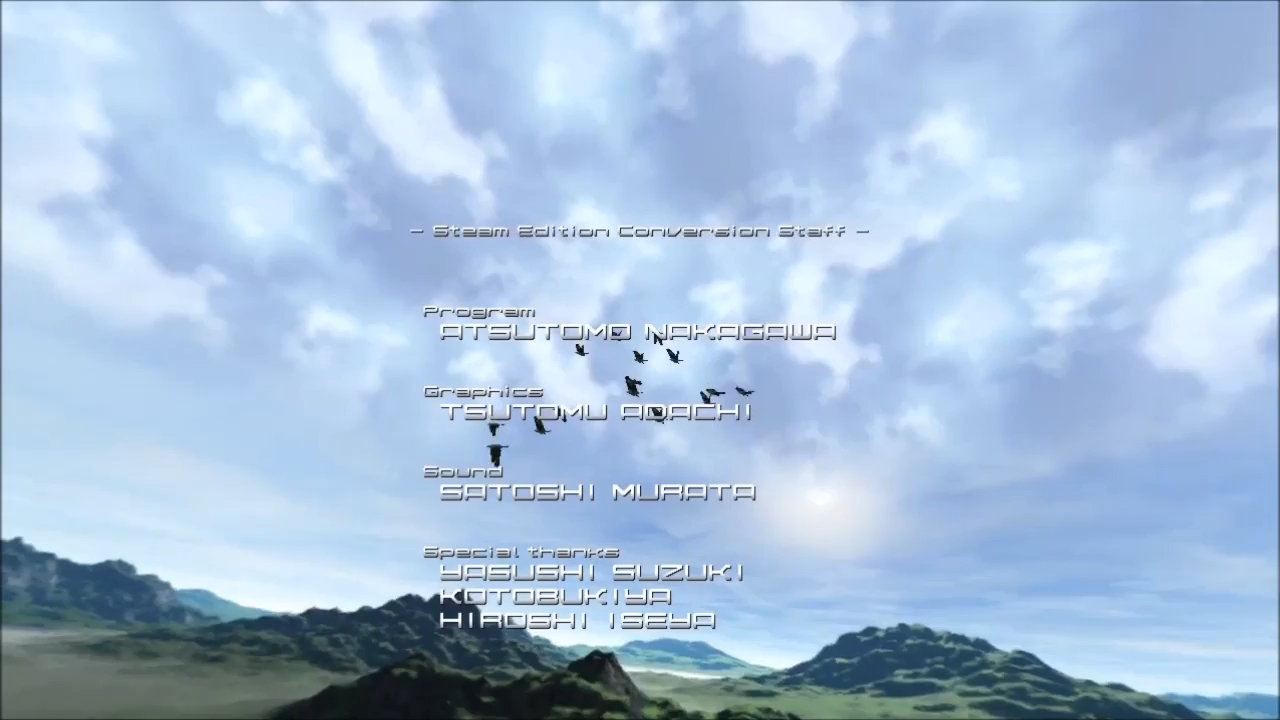 - Steam Edition Conversion Staff -
Program
ATSUTOMO NAKAGAWA
Graphics
TSUTOMU ADACHI
Sound
SATOSHI MURATA
Special thanks
YASUSHI SUZUKI
KOTOBUKIYA
HIROSHI ISEYA